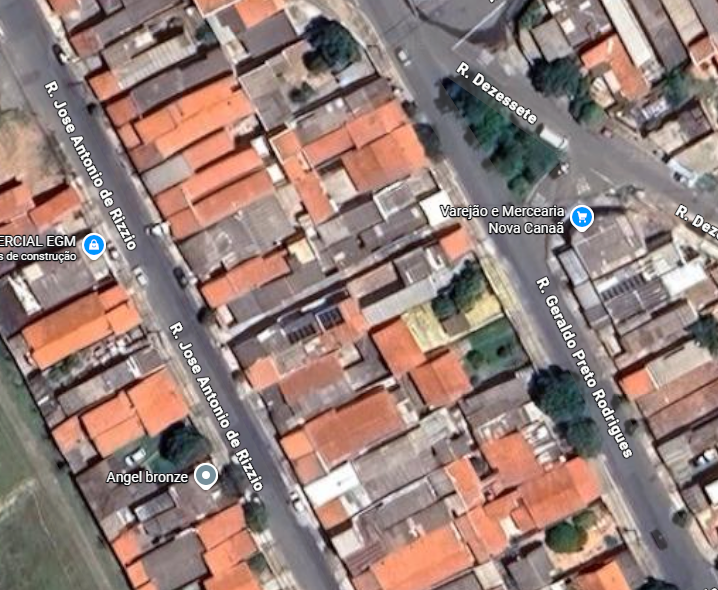 R. Dezessete
R. Jose Antonio de Rizzio
Varejão e Mercearia
Nova Canaã
R. Dez
ERCIAL EGM
s de construção
R. Geraldo Preto Rodrigues
R. Jose Antonio de Rizzio
Angel bronze